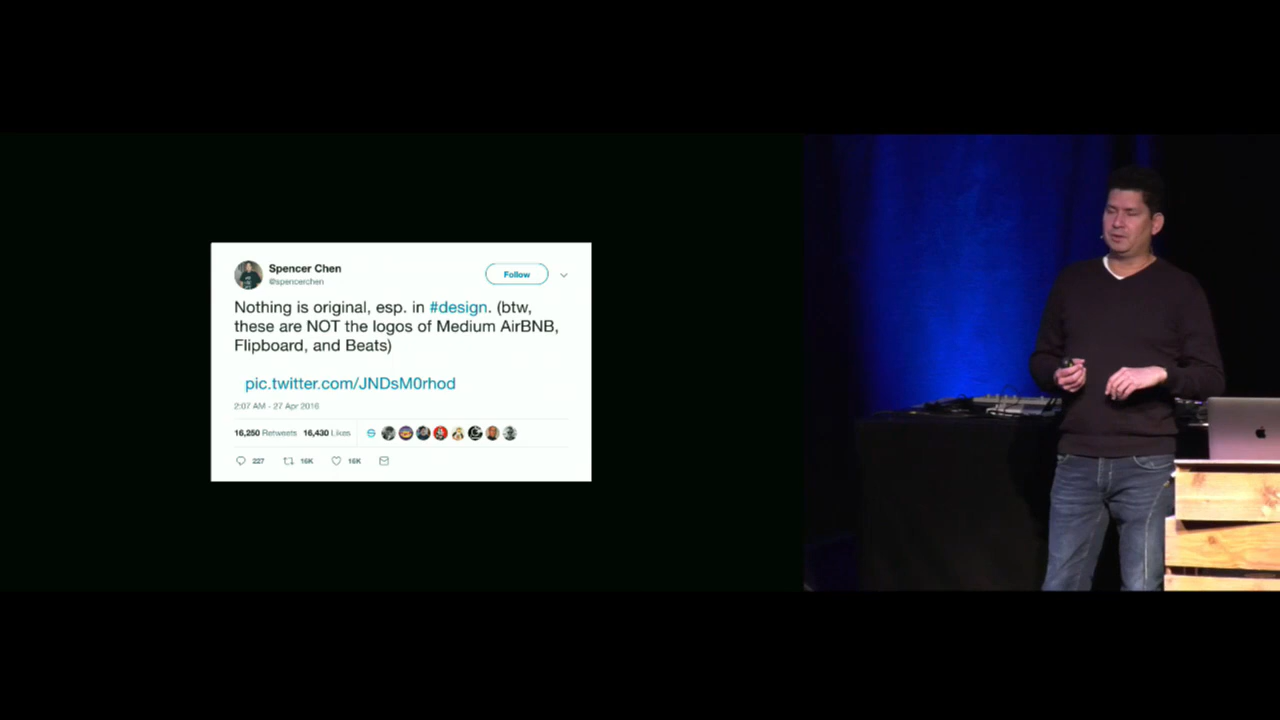 Spencer Chen
@spencerchen
Follow
Nothing is original, esp. in #design. (btw,
these are NOT the logos of Medium AirBNB,
Flipboard, and Beats)
pic.twitter.com/JNDsM0rhod
2:07 AM - 27 Apr 2016
16,250 Retweets 16,430 Likes
227 16K 16K